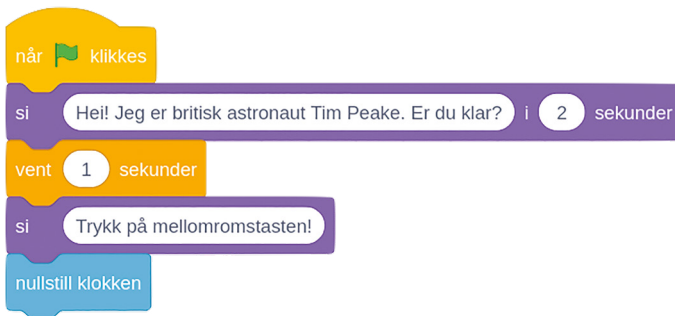 når klikkes
si Hei! Jeg er britisk astronaut Tim Peake. Er du klar? i 2 sekunder
vent 1 sekunder
si Trykk på mellomromstasten!
nullstill klokken